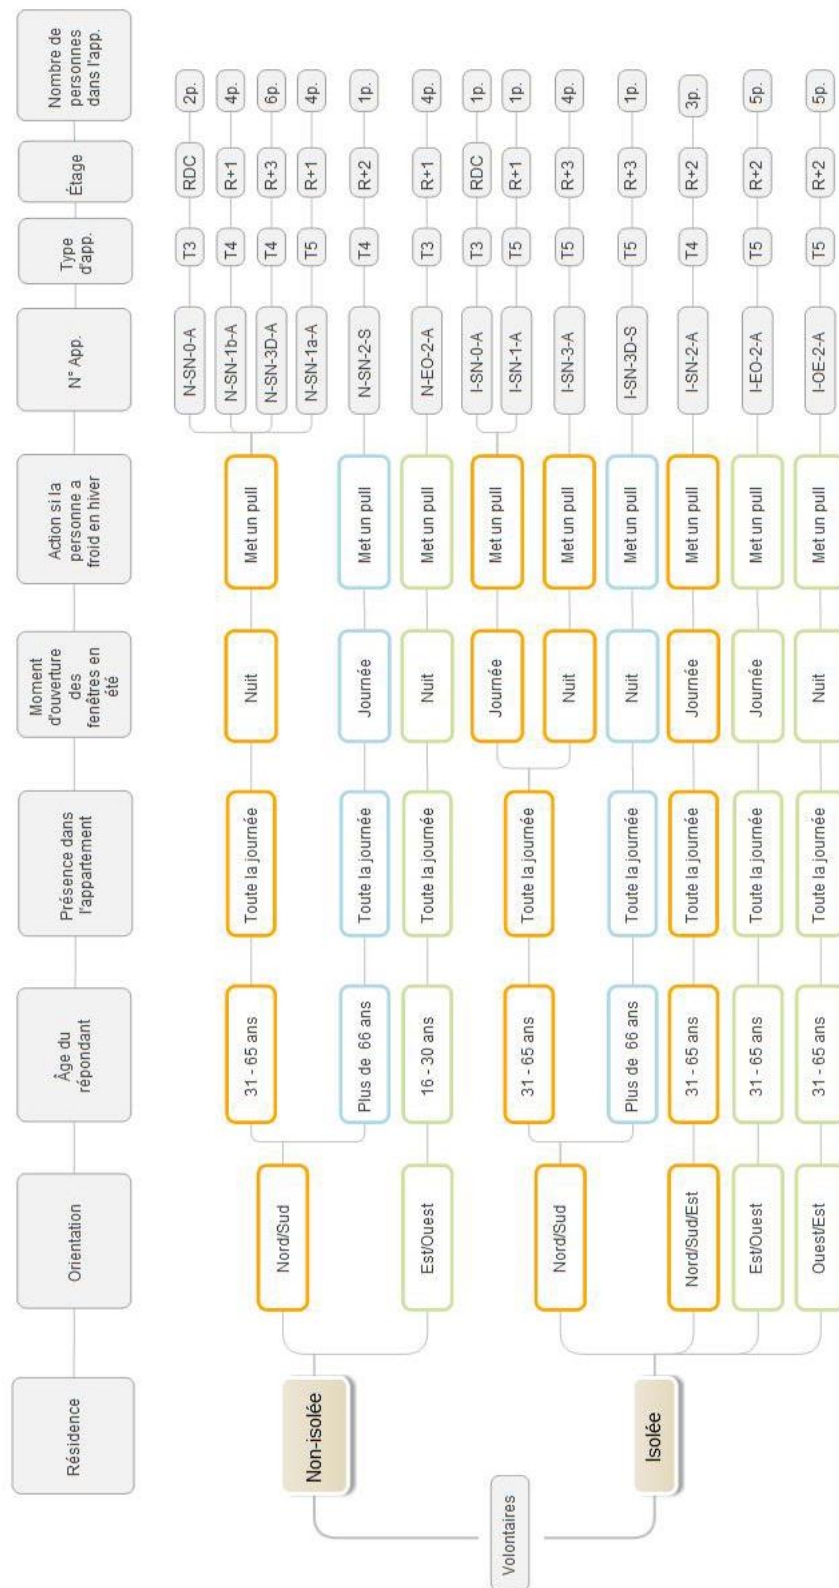 Résidence
Orientation
Âge du
répondant
Présence dans
l'appartement
Moment
d'ouverture
des
fenêtres en
été
Action si la
personne a
froid en hiver
N° App.
Type
d'app.
Étage
Nombre de
personnes
dans l'app.
Volontaires
Non-isolée
Nord/Sud
31 - 65 ans
Toute la journée
Nuit
Met un pull
N-SN-0-A
T3
RDC
2p.
N-SN-1b-A
T4
R+1
4p.
N-SN-3D-A
T4
R+3
6p.
N-SN-1a-A
T5
R+1
4p.
Plus de 66 ans
Toute la journée
Journée
Met un pull
N-SN-2-S
T4
R+2
1p.
Est/Ouest
16 - 30 ans
Toute la journée
Nuit
Met un pull
N-EO-2-A
T3
R+1
4p.
Isolée
Nord/Sud
31 - 65 ans
Toute la journée
Journée
Met un pull
I-SN-0-A
T3
RDC
1p.
I-SN-1-A
T5
R+1
1p.
Nuit
Met un pull
I-SN-3-A
T5
R+3
4p.
Plus de 66 ans
Toute la journée
Nuit
Met un pull
I-SN-3D-S
T5
R+3
1p.
Nord/Sud/Est
31 - 65 ans
Toute la journée
Journée
Met un pull
I-SN-2-A
T4
R+2
3p.
Est/Ouest
31 - 65 ans
Toute la journée
Journée
Met un pull
I-EO-2-A
T5
R+2
5p.
Ouest/Est
31 - 65 ans
Toute la journée
Nuit
Met un pull
I-OE-2-A
T5
R+2
5p.